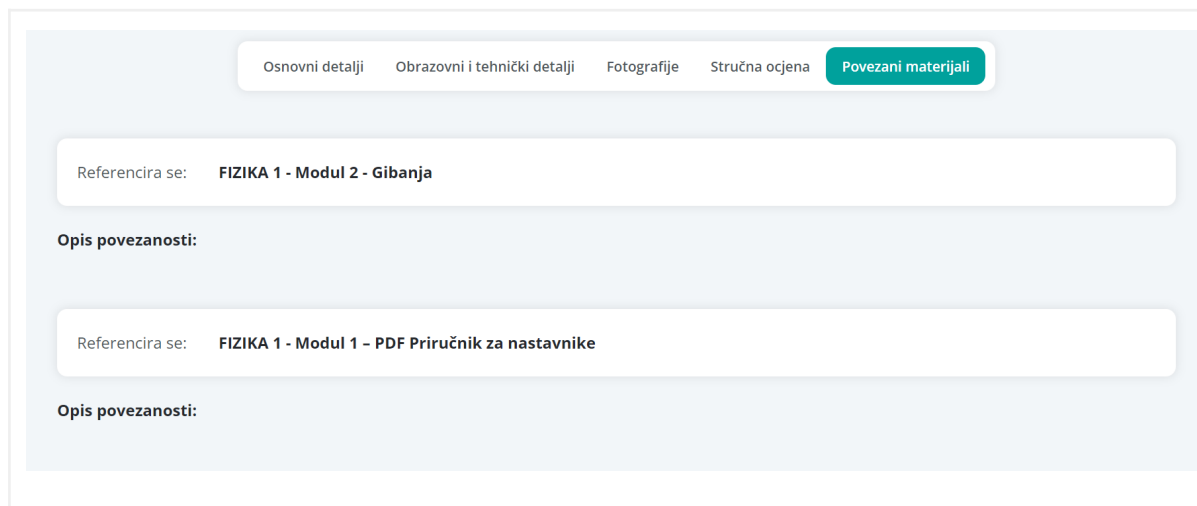 Osnovni detalji Obrazovni i tehnički detalji Fotografije Stručna ocjena Povezani materijali
Referencira se: FIZIKA 1 - Modul 2 - Gibanja
Opis povezanosti:
Referencira se: FIZIKA 1 - Modul 1 – PDF Priručnik za nastavnike
Opis povezanosti: